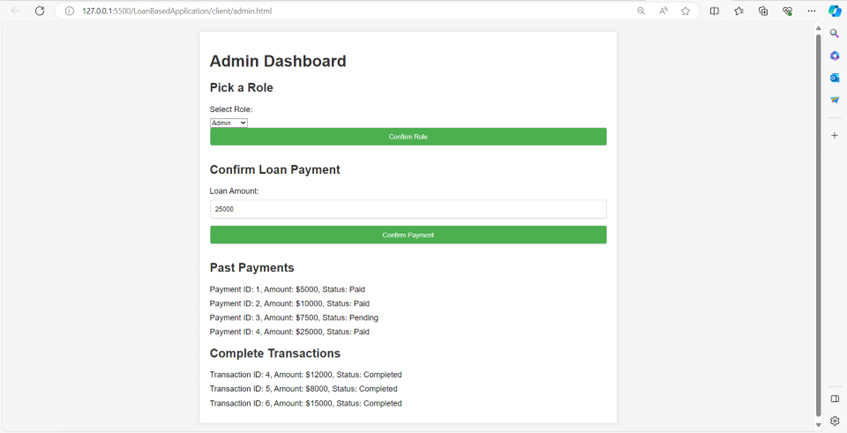 127.0.0.1:5500/LoanBasedApplication/client/admin.html
Admin Dashboard
Pick a Role
Select Role:
Admin
Confirm Role
Confirm Loan Payment
Loan Amount:
25000
Confirm Payment
Past Payments
Payment ID: 1, Amount: $5000, Status: Paid
Payment ID: 2, Amount: $10000, Status: Paid
Payment ID: 3, Amount: $7500, Status: Pending
Payment ID: 4, Amount: $25000, Status: Paid
Complete Transactions
Transaction ID: 4, Amount: $12000, Status: Completed
Transaction ID: 5, Amount: $8000, Status: Completed
Transaction ID: 6, Amount: $15000, Status: Completed